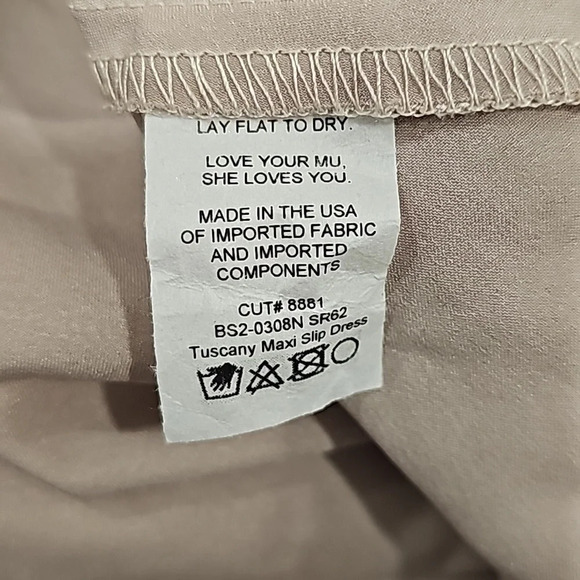 LAY FLAT TO DRY.
LOVE YOUR MU,
SHE LOVES YOU.
MADE IN THE USA
OF IMPORTED FABRIC
AND IMPORTED
COMPONENTS
CUT# 8881
BS2-0308N SR62
Tuscany Maxi Slip Dress